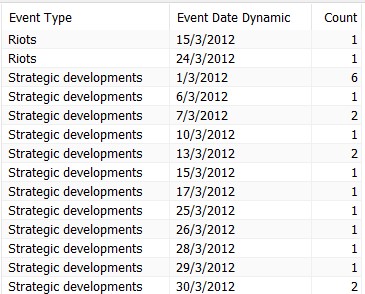 Event Type Event Date Dynamic Count
Riots 15/3/2012 1
Riots 24/3/2012 1
Strategic developments 1/3/2012 6
Strategic developments 6/3/2012 1
Strategic developments 7/3/2012 2
Strategic developments 10/3/2012 1
Strategic developments 13/3/2012 2
Strategic developments 15/3/2012 1
Strategic developments 17/3/2012 1
Strategic developments 25/3/2012 1
Strategic developments 26/3/2012 1
Strategic developments 28/3/2012 1
Strategic developments 29/3/2012 1
Strategic developments 30/3/2012 2